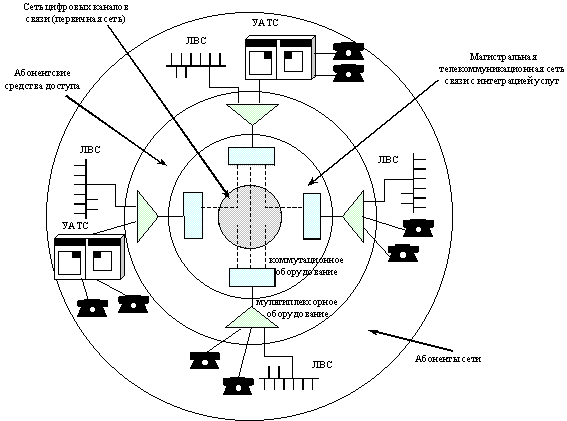 Сеть цифровых каналов
связи (первичная сеть)
УАТС
ЛВС
Магистральная
телекоммуникационная сеть
связи с интеграцией услуг
Абонентские
средства доступа
ЛВС
ЛВС
УАТС
коммутационное
оборудование
мультиплексорное
оборудование
Абоненты сети
ЛВС